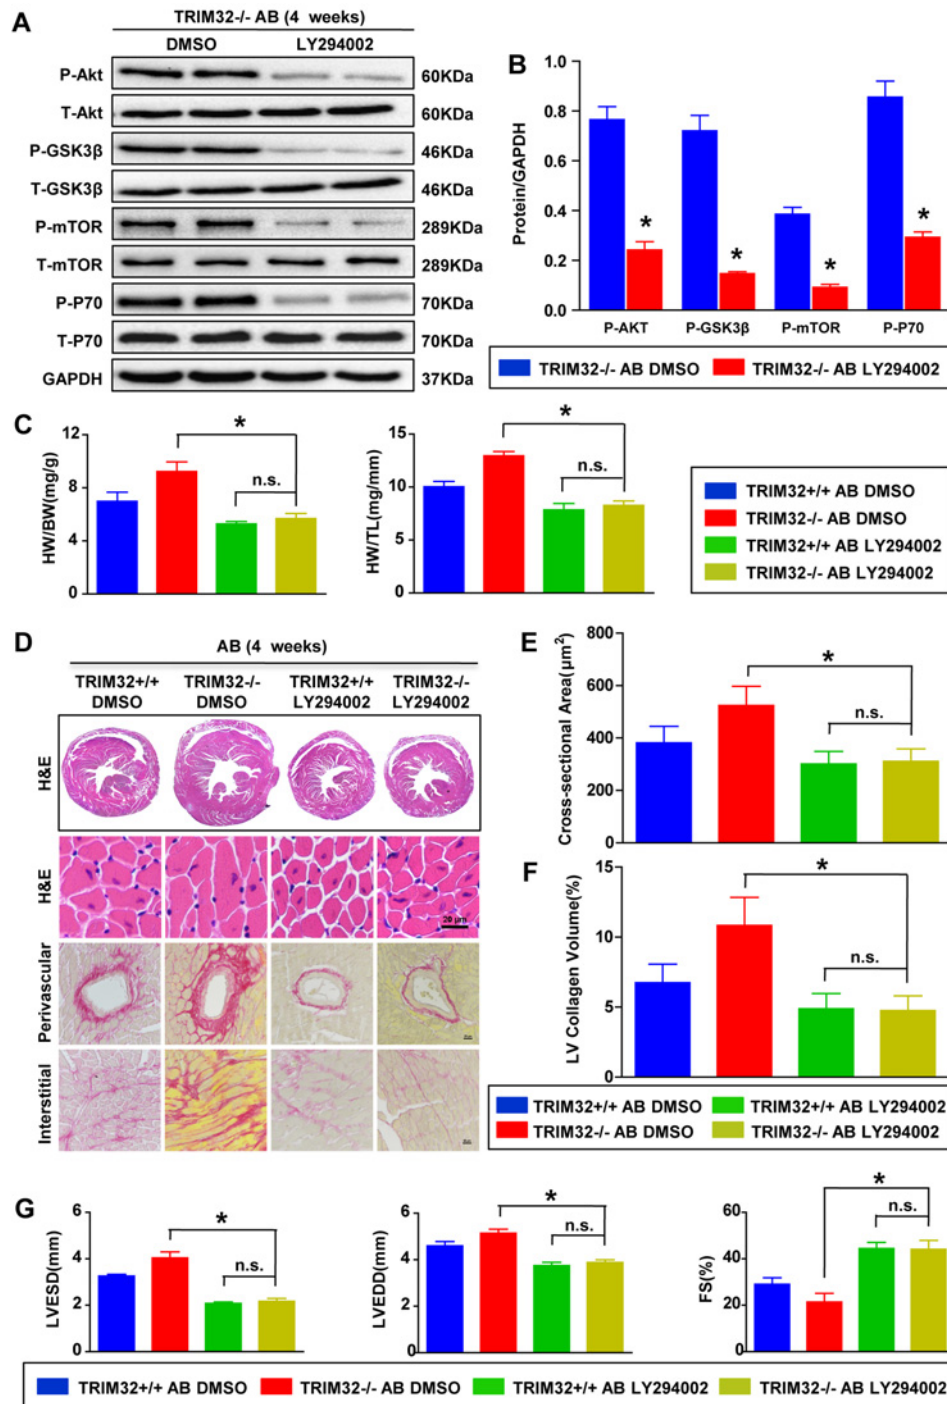 A
TRIM32-/- AB (4 weeks)
DMSO LY294002
P-Akt 60KDa
T-Akt 60KDa
P-GSK3β 46KDa
T-GSK3β 46KDa
P-mTOR 289KDa
T-mTOR 289KDa
P-P70 70KDa
T-P70 70KDa
GAPDH 37KDa
B
Protein/GAPDH
1.0
0.8
0.6
0.4
0.2
0.0
* * * *
P-AKT P-GSK3β P-mTOR P-P70
TRIM32-/- AB DMSO TRIM32-/- AB LY294002
C
HW/BW(mg/g)
12
8
4
0
*
n.s.
HW/TL(mg/mm)
15
10
5
0
*
n.s.
TRIM32+/+ AB DMSO
TRIM32-/- AB DMSO
TRIM32+/+ AB LY294002
TRIM32-/- AB LY294002
D
AB (4 weeks)
TRIM32+/+ TRIM32-/- TRIM32+/+ TRIM32-/-
DMSO DMSO LY294002 LY294002
H&E
H&E
20 μm
Perivascular
Interstitial
E
Cross-sectional Area(μm²)
800
600
400
200
0
*
n.s.
F
LV Collagen Volume(%)
15
10
5
0
*
n.s.
TRIM32+/+ AB DMSO TRIM32+/+ AB LY294002
TRIM32-/- AB DMSO TRIM32-/- AB LY294002
G
LVESD(mm)
6
4
2
0
*
n.s.
LVEDD(mm)
6
4
2
0
*
n.s.
FS(%)
60
40
20
0
*
n.s.
TRIM32+/+ AB DMSO TRIM32-/- AB DMSO TRIM32+/+ AB LY294002 TRIM32-/- AB LY294002